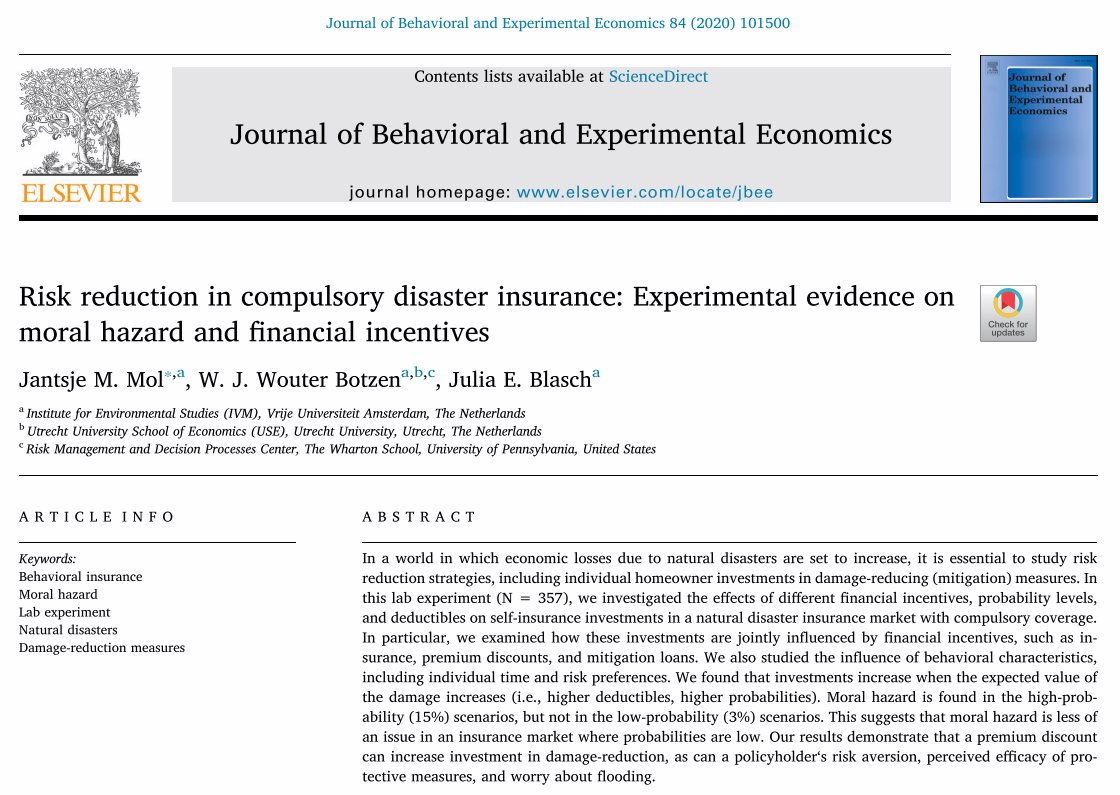 Journal of Behavioral and Experimental Economics 84 (2020) 101500
Contents lists available at ScienceDirect
Journal of Behavioral and Experimental Economics
journal homepage: www.elsevier.com/locate/jbee
ELSEVIER
Journal of
Behavioral and
Experimental
Economics
Risk reduction in compulsory disaster insurance: Experimental evidence on
moral hazard and financial incentives
Check for
updates
Jantsje M. Mol*,a, W. J. Wouter Botzena,b,c, Julia E. Blascha
a Institute for Environmental Studies (IVM), Vrije Universiteit Amsterdam, The Netherlands
b Utrecht University School of Economics (USE), Utrecht University, Utrecht, The Netherlands
c Risk Management and Decision Processes Center, The Wharton School, University of Pennsylvania, United States
ARTICLE INFO
Keywords:
Behavioral insurance
Moral hazard
Lab experiment
Natural disasters
Damage-reduction measures
ABSTRACT
In a world in which economic losses due to natural disasters are set to increase, it is essential to study risk
reduction strategies, including individual homeowner investments in damage-reducing (mitigation) measures. In
this lab experiment (N = 357), we investigated the effects of different financial incentives, probability levels,
and deductibles on self-insurance investments in a natural disaster insurance market with compulsory coverage.
In particular, we examined how these investments are jointly influenced by financial incentives, such as in-
surance, premium discounts, and mitigation loans. We also studied the influence of behavioral characteristics,
including individual time and risk preferences. We found that investments increase when the expected value of
the damage increases (i.e., higher deductibles, higher probabilities). Moral hazard is found in the high-prob-
ability (15%) scenarios, but not in the low-probability (3%) scenarios. This suggests that moral hazard is less of
an issue in an insurance market where probabilities are low. Our results demonstrate that a premium discount
can increase investment in damage-reduction, as can a policyholder‘s risk aversion, perceived efficacy of pro-
tective measures, and worry about flooding.